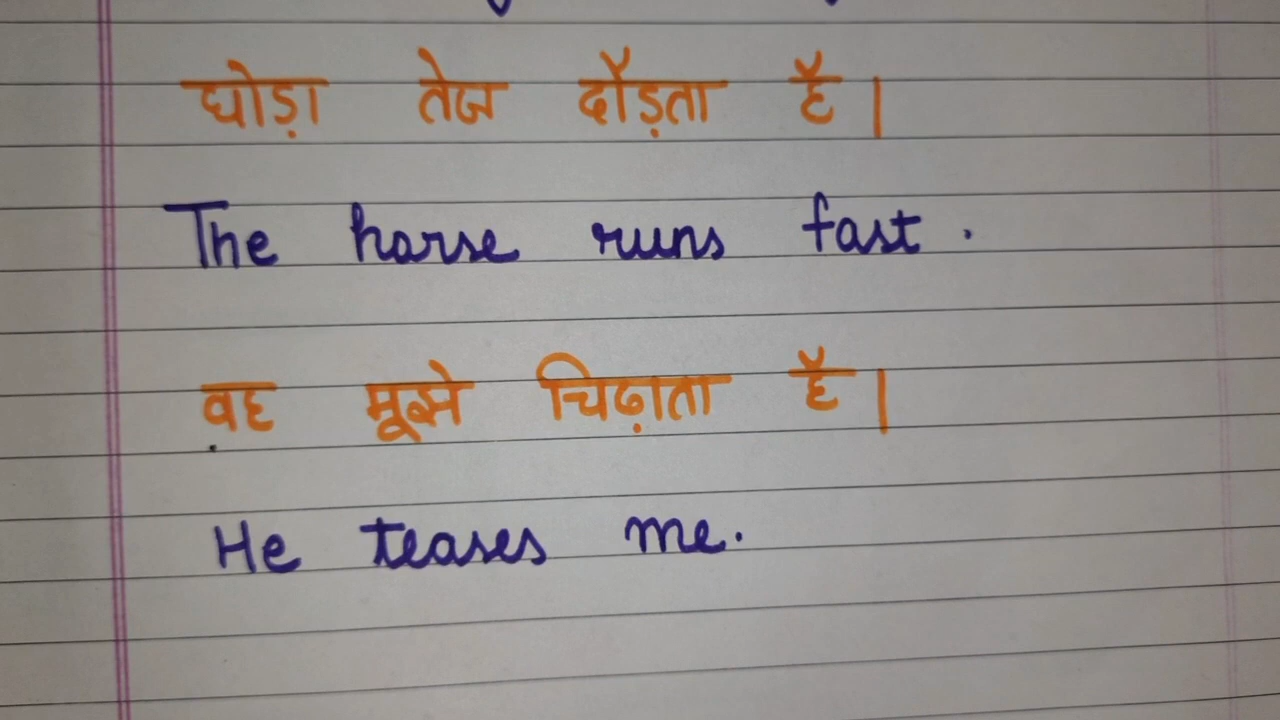 घोड़ा तेज दौड़ता है।
The horse runs fast.
वह मूझे चिढ़ाता है।
He teases me.